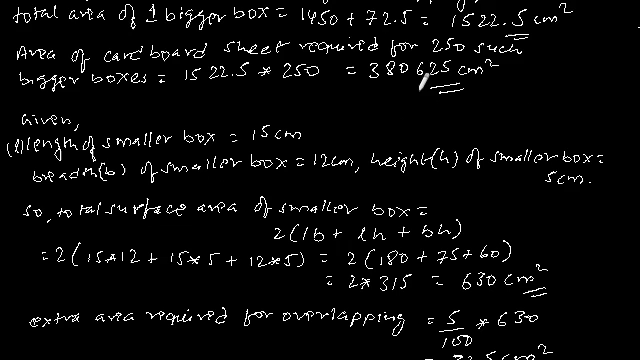 total area of 1 bigger box = 1450 + 72.5 = 1522.5 cm²
Area of cardboard sheet required for 250 such
bigger boxes = 1522.5 * 250 = 380625 cm²
Given,
(l) length of smaller box = 15 cm
breadth(b) of smaller box = 12cm, height(h) of smaller box =
5cm.
So, total surface area of smaller box =
2(lb + lh + bh)
= 2(15*12 + 15*5 + 12*5) = 2(180 + 75 + 60)
= 2*315 = 630 cm²
extra area required for overlapping = 5/100 * 630